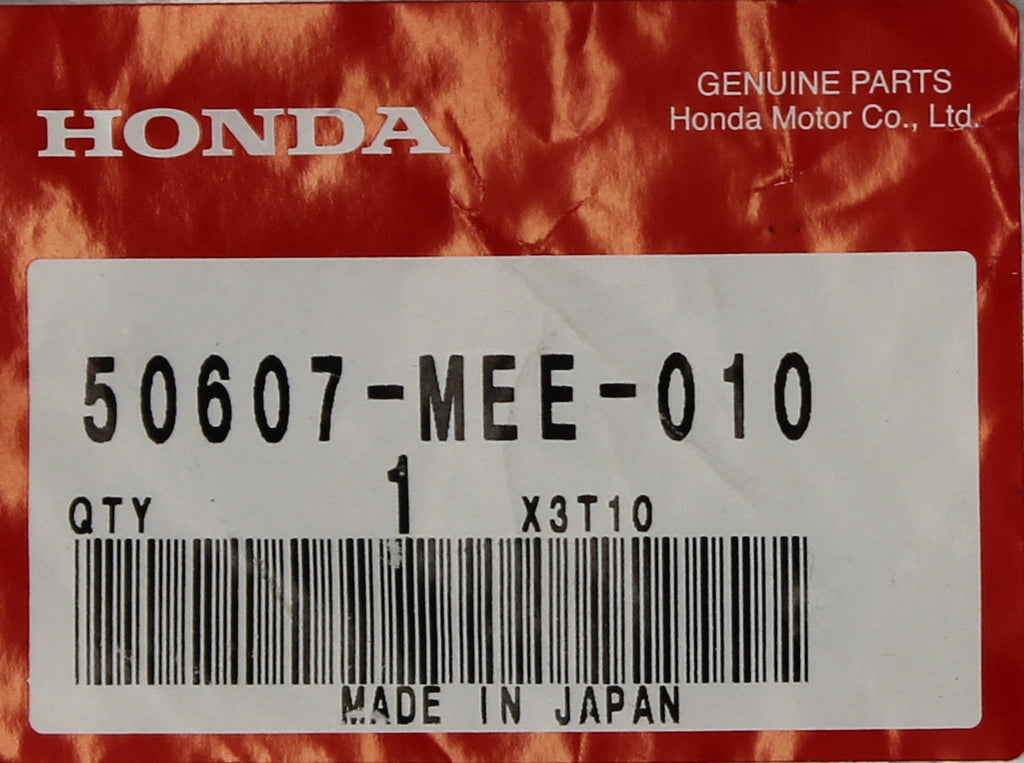 HONDA
GENUINE PARTS
Honda Motor Co., Ltd.
50607-MEE-010
QTY 1 X3T10
MADE IN JAPAN